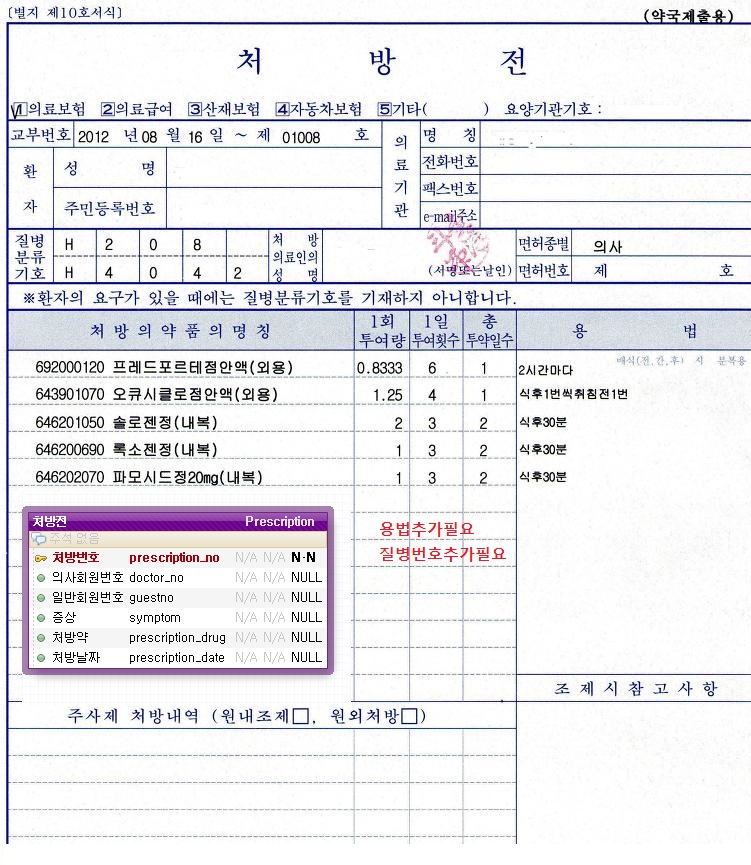 [별지 제10호서식]
(약국제출용)
처 방 전
1의료보험 2의료급여 3산재보험 4자동차보험 5기타( ) 요양기관기호 :
교부번호 2012 년 08 월 16 일 ~ 제 01008 호
환자
성 명
주민등록번호
의료기관
명 칭
전화번호
팩스번호
e-mail주소
질병분류기호
H 2 0 8
H 4 0 4 2
처 방
의료인의
성 명
(서명또는날인)
면허종별 의사
면허번호 제 호
※환자의 요구가 있을 때에는 질병분류기호를 기재하지 아니합니다.
처 방 의 약 품 의 명 칭 1회 투여량 1일 투여횟수 총 투약일수 용 법
매식(전,간,후) 시 분복용
692000120 프레드포르테점안액(외용) 0.8333 6 1 2시간마다
643901070 오큐시클로점안액(외용) 1.25 4 1 식후1번씩취침전1번
646201050 솔로젠정(내복) 2 3 2 식후30분
646200690 록소젠정(내복) 1 3 2 식후30분
646202070 파모시드정20mg(내복) 1 3 2 식후30분
처방전 Prescription
주석 없음
처방번호 prescription_no N/A N/A N·N
의사회원번호 doctor_no N/A N/A NULL
일반회원번호 guestno N/A N/A NULL
증상 symptom N/A N/A NULL
처방약 prescription_drug N/A N/A NULL
처방날짜 prescription_date N/A N/A NULL
용법추가필요
질병번호추가필요
조 제 시 참 고 사 항
주사제 처방내역 (원내조제□, 원외처방□)